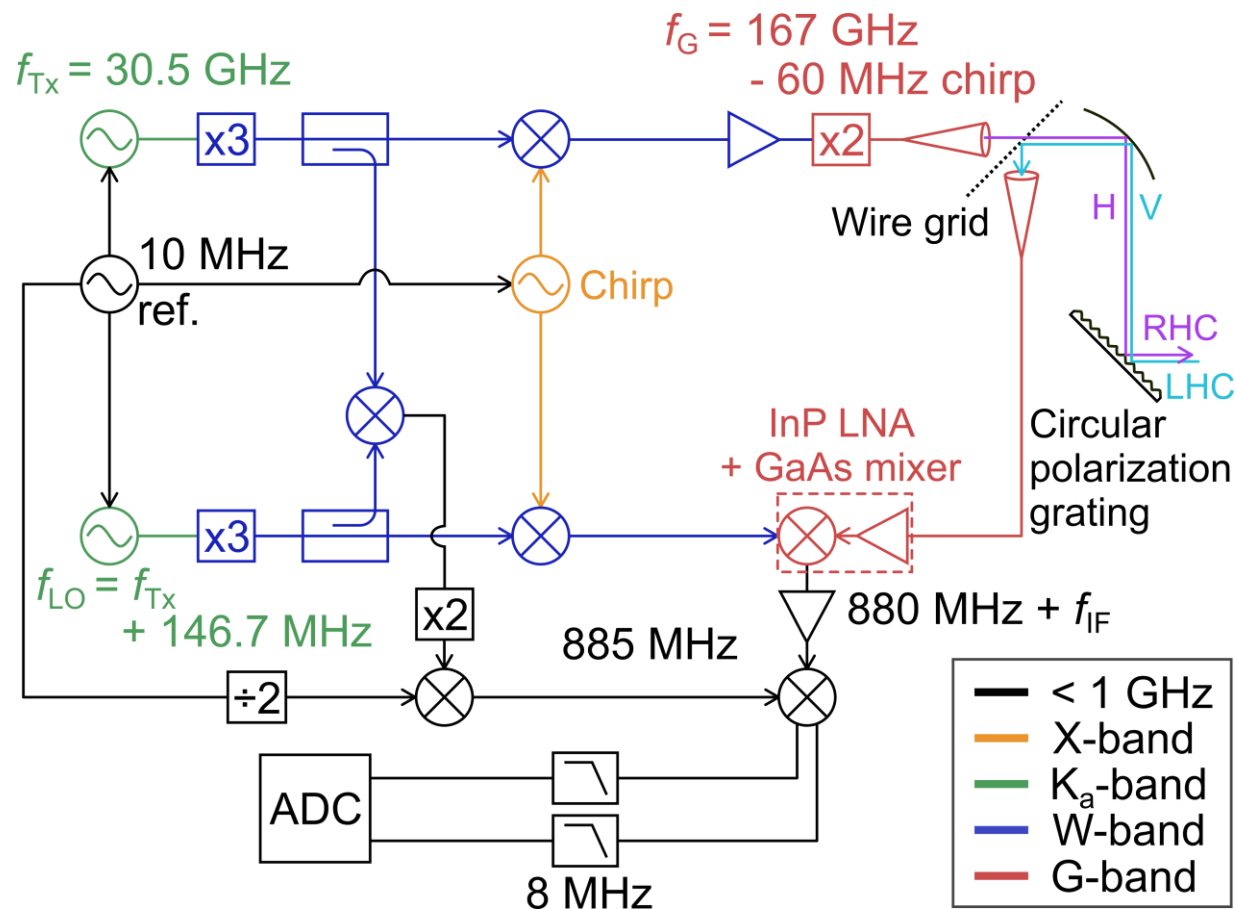 f_Tx = 30.5 GHz
f_G = 167 GHz
- 60 MHz chirp
x3
x2
Wire grid
H
V
10 MHz
ref.
Chirp
RHC
LHC
Circular
polarization
grating
InP LNA
+ GaAs mixer
x3
f_LO = f_Tx
+ 146.7 MHz
x2
880 MHz + f_IF
885 MHz
÷2
ADC
8 MHz
< 1 GHz
X-band
K_a-band
W-band
G-band